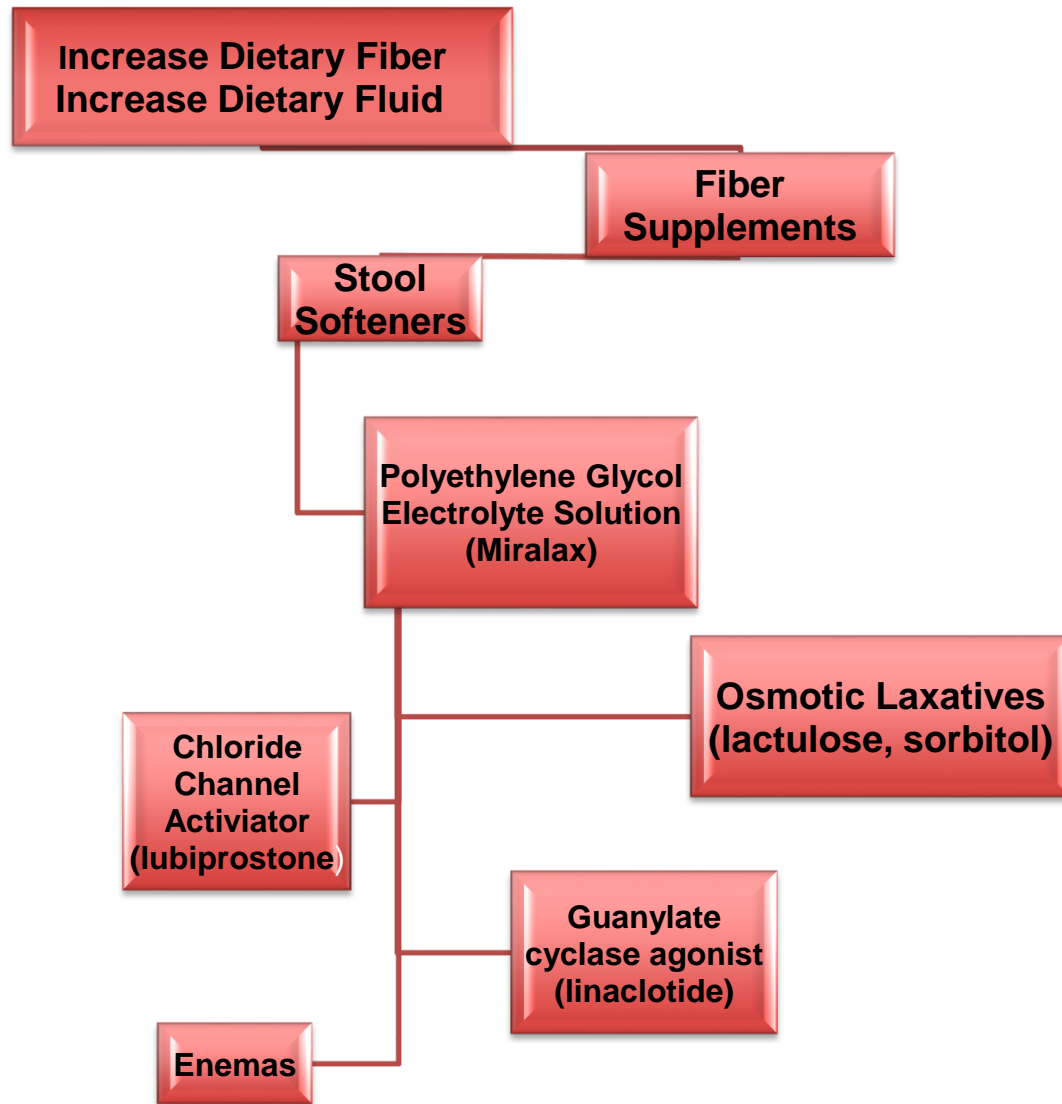 Increase Dietary Fiber
Increase Dietary Fluid
Fiber
Supplements
Stool
Softeners
Polyethylene Glycol
Electrolyte Solution
(Miralax)
Osmotic Laxatives
(lactulose, sorbitol)
Chloride
Channel
Activiator
(lubiprostone)
Guanylate
cyclase agonist
(linaclotide)
Enemas